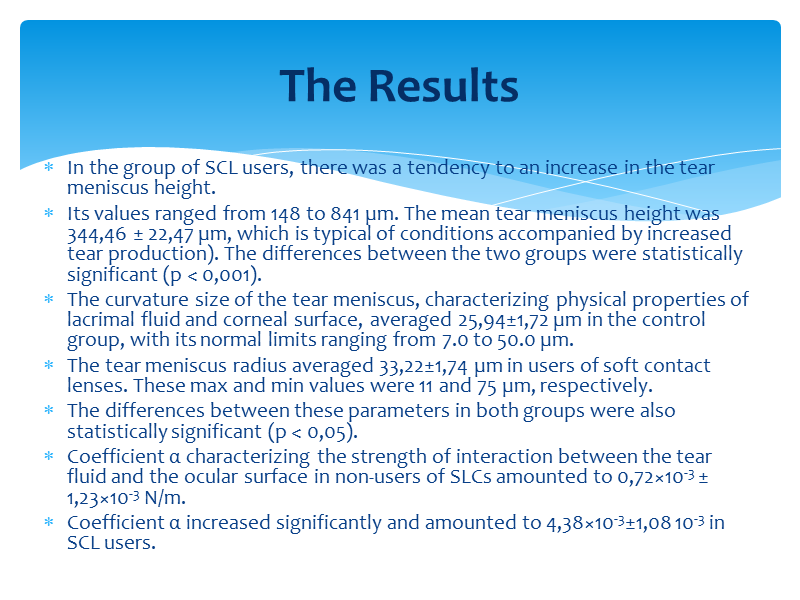 The Results
* In the group of SCL users, there was a tendency to an increase in the tear
meniscus height.
* Its values ranged from 148 to 841 µm. The mean tear meniscus height was
344,46 ± 22,47 µm, which is typical of conditions accompanied by increased
tear production). The differences between the two groups were statistically
significant (p < 0,001).
* The curvature size of the tear meniscus, characterizing physical properties of
lacrimal fluid and corneal surface, averaged 25,94±1,72 µm in the control
group, with its normal limits ranging from 7.0 to 50.0 µm.
* The tear meniscus radius averaged 33,22±1,74 µm in users of soft contact
lenses. These max and min values were 11 and 75 µm, respectively.
* The differences between these parameters in both groups were also
statistically significant (p < 0,05).
* Coefficient α characterizing the strength of interaction between the tear
fluid and the ocular surface in non-users of SLCs amounted to 0,72×10⁻³ ±
1,23×10⁻³ N/m.
* Coefficient α increased significantly and amounted to 4,38×10⁻³±1,08 10⁻³ in
SCL users.